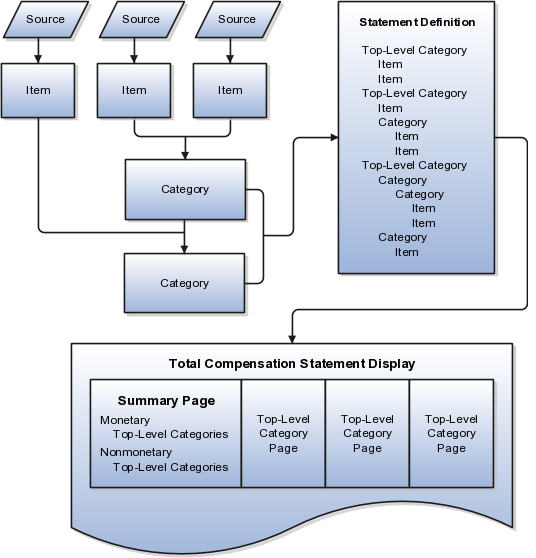 Source
Source
Source
Item
Item
Item
Category
Category
Statement Definition
Top-Level Category
Item
Item
Top-Level Category
Item
Category
Item
Item
Top-Level Category
Category
Category
Item
Item
Category
Item
Total Compensation Statement Display
Summary Page
Monetary
Top-Level Categories
Nonmonetary
Top-Level Categories
Top-Level
Category
Page
Top-Level
Category
Page
Top-Level
Category
Page